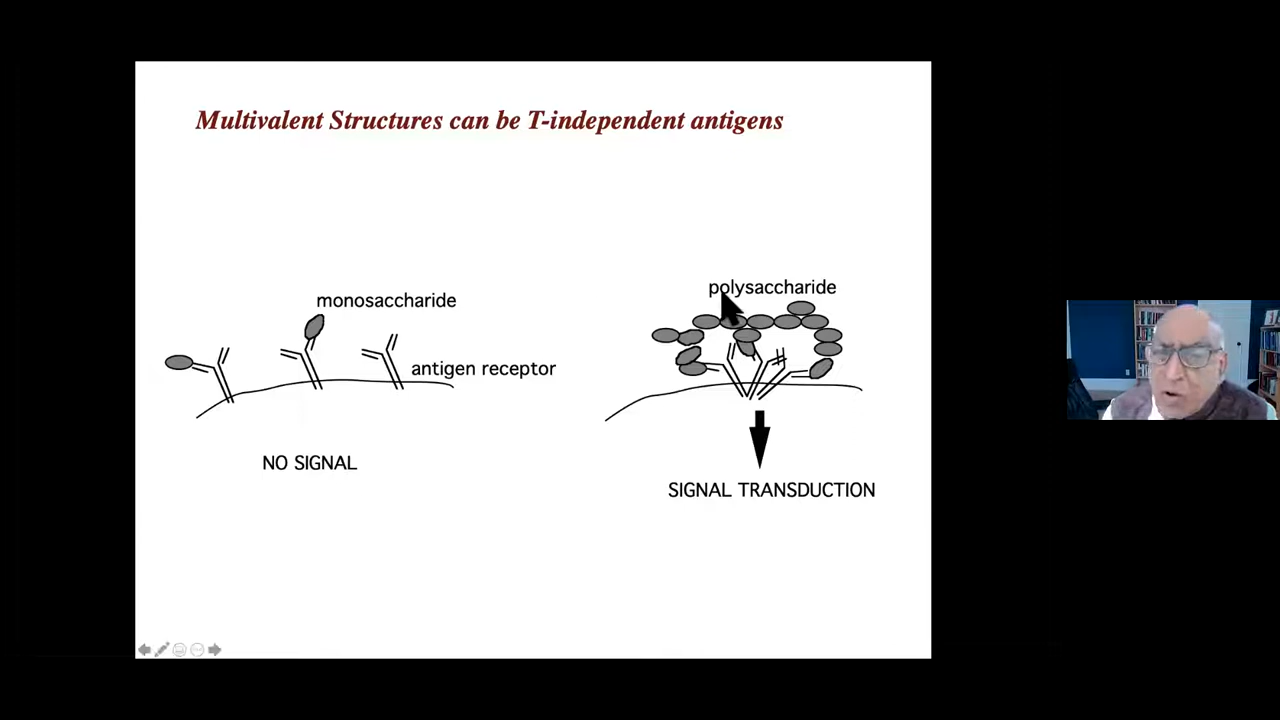 Multivalent Structures can be T-independent antigens
monosaccharide
antigen receptor
NO SIGNAL
polysaccharide
SIGNAL TRANSDUCTION